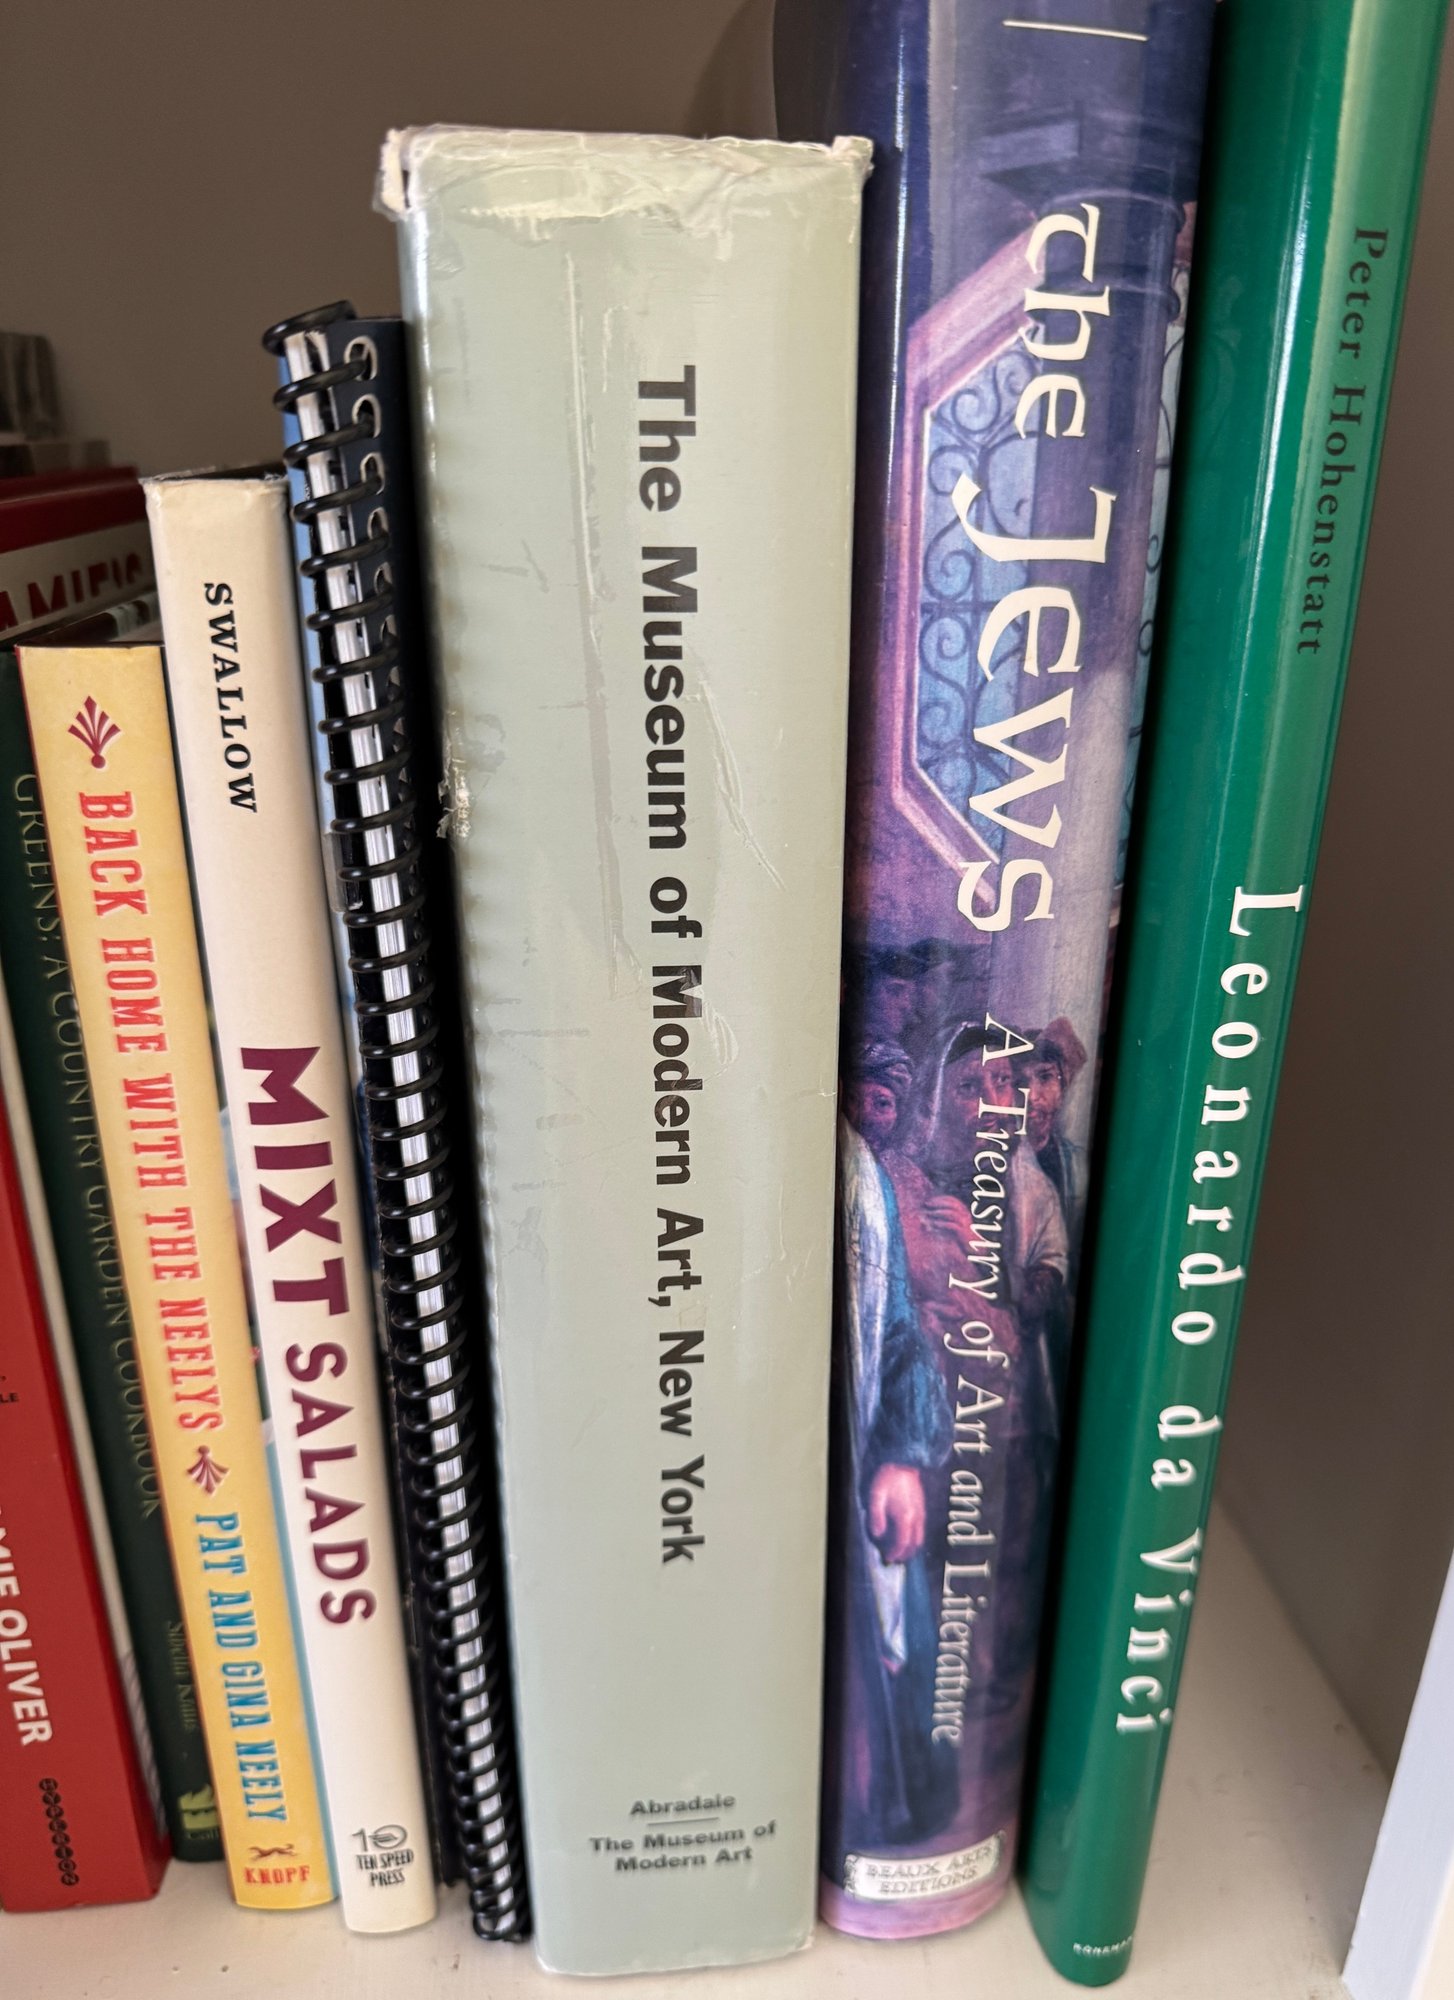 JAMIE OLIVER
HYPERION
GREENS: A COUNTRY GARDEN COOKBOOK
BACK HOME WITH THE NEELYS
PAT AND GINA NEELY
KNOPF
SWALLOW
MIXT SALADS
TEN SPEED
PRESS
The Museum of Modern Art, New York
Abradale
The Museum of
Modern Art
The Jews
A Treasury of Art and Literature
BEAUX ARTS
EDITIONS
Peter Hohenstatt
Leonardo da Vinci